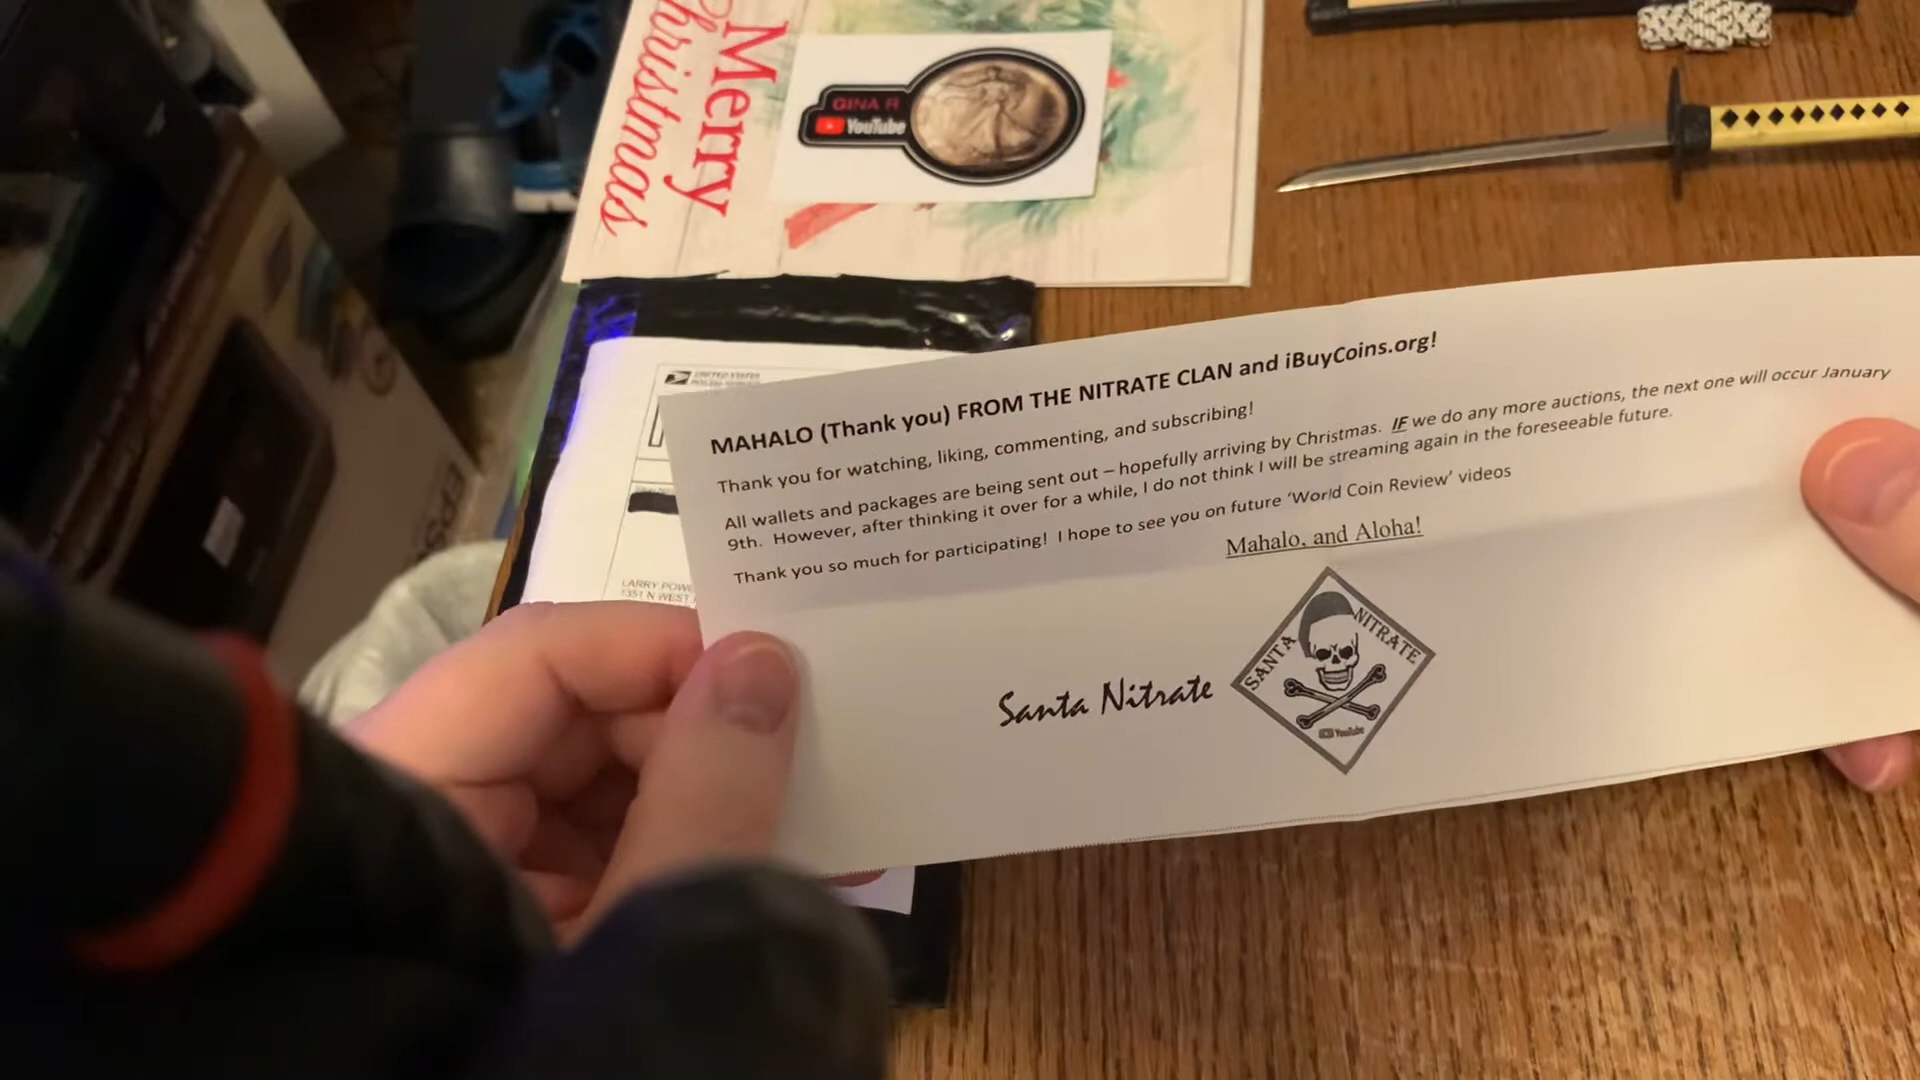 Merry
Christmas
GINA R
YouTube
UNITED STATES
MAHALO (Thank you) FROM THE NITRATE CLAN and iBuyCoins.org!
Thank you for watching, liking, commenting, and subscribing!
All wallets and packages are being sent out – hopefully arriving by Christmas. IF we do any more auctions, the next one will occur January
9th. However, after thinking it over for a while, I do not think I will be streaming again in the foreseeable future.
Thank you so much for participating! I hope to see you on future 'World Coin Review' videos
Mahalo, and Aloha!
Santa Nitrate
SANTA NITRATE
YouTube
LARRY
1351 N WEST
EPS